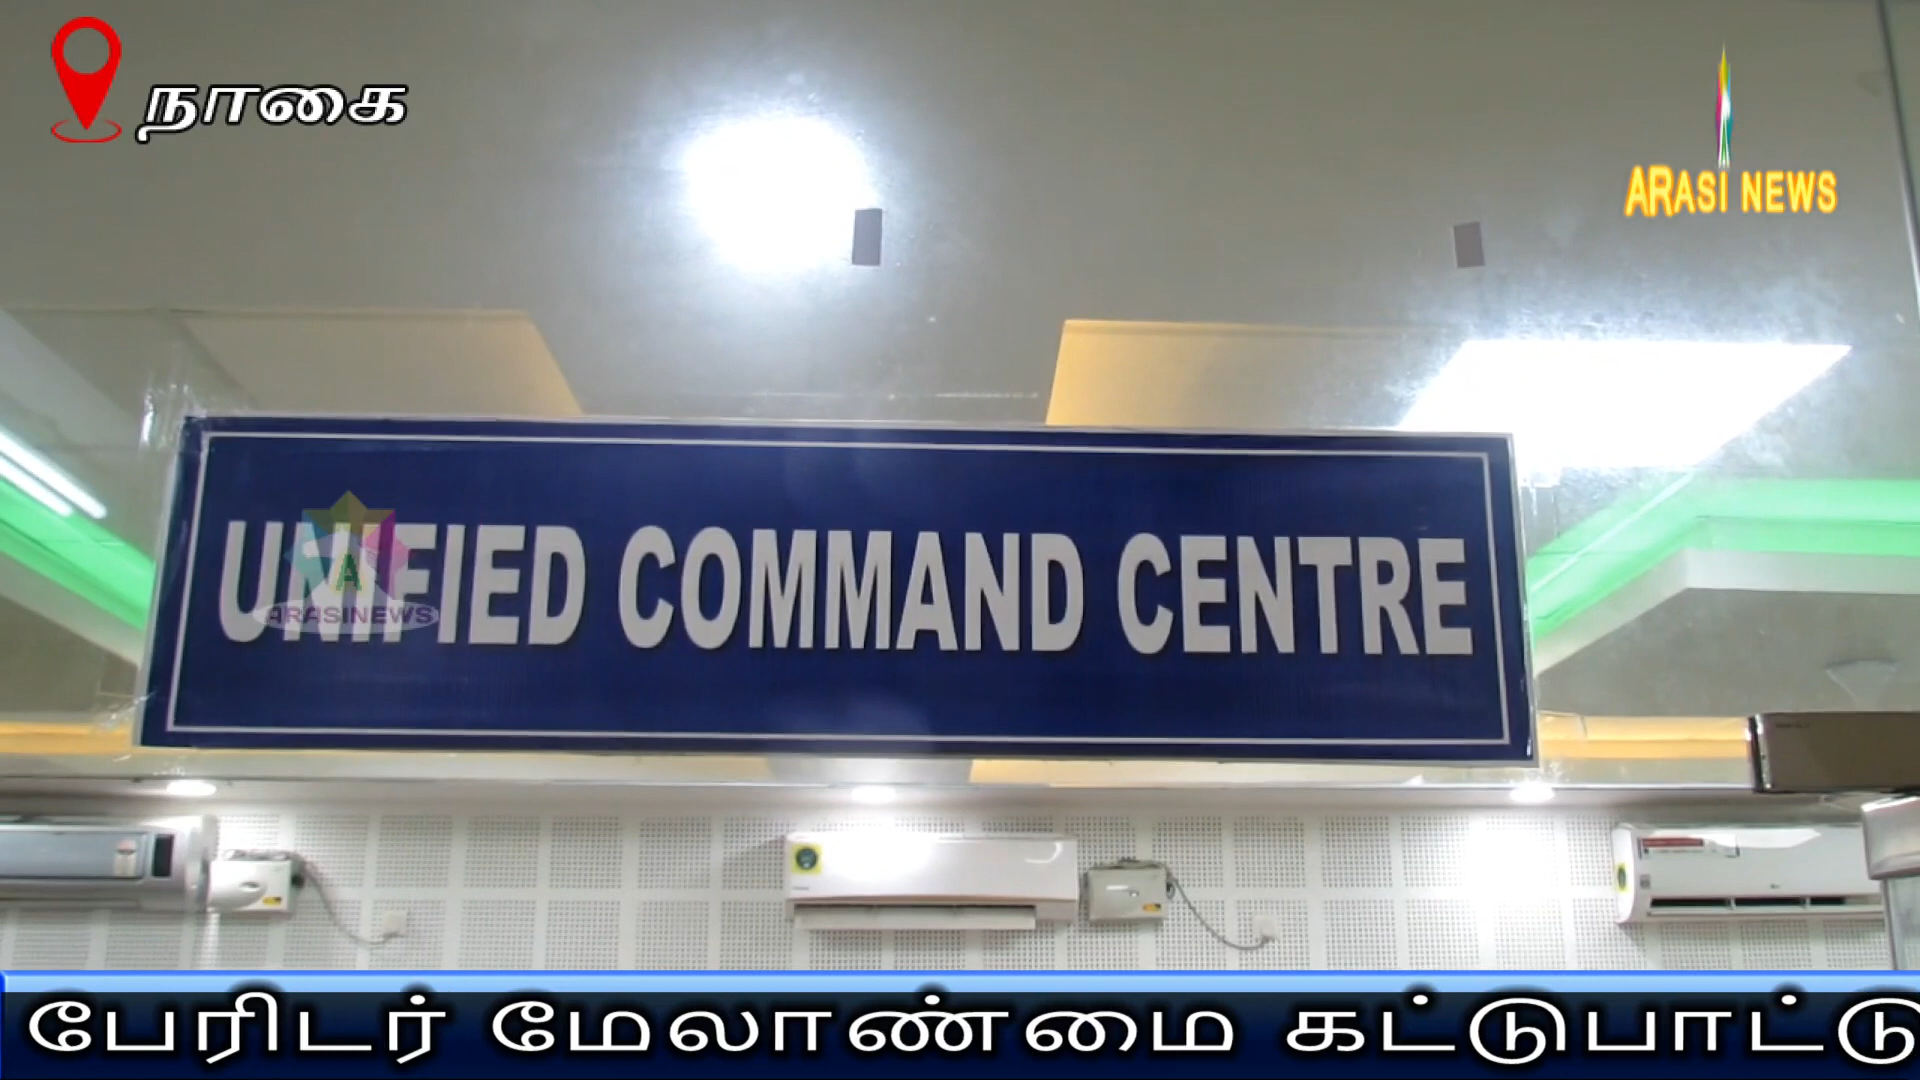 நாகை
ARASI NEWS
UNIFIED COMMAND CENTRE
A
ARASINEWS
பேரிடர் மேலாண்மை கட்டுபாட்டு